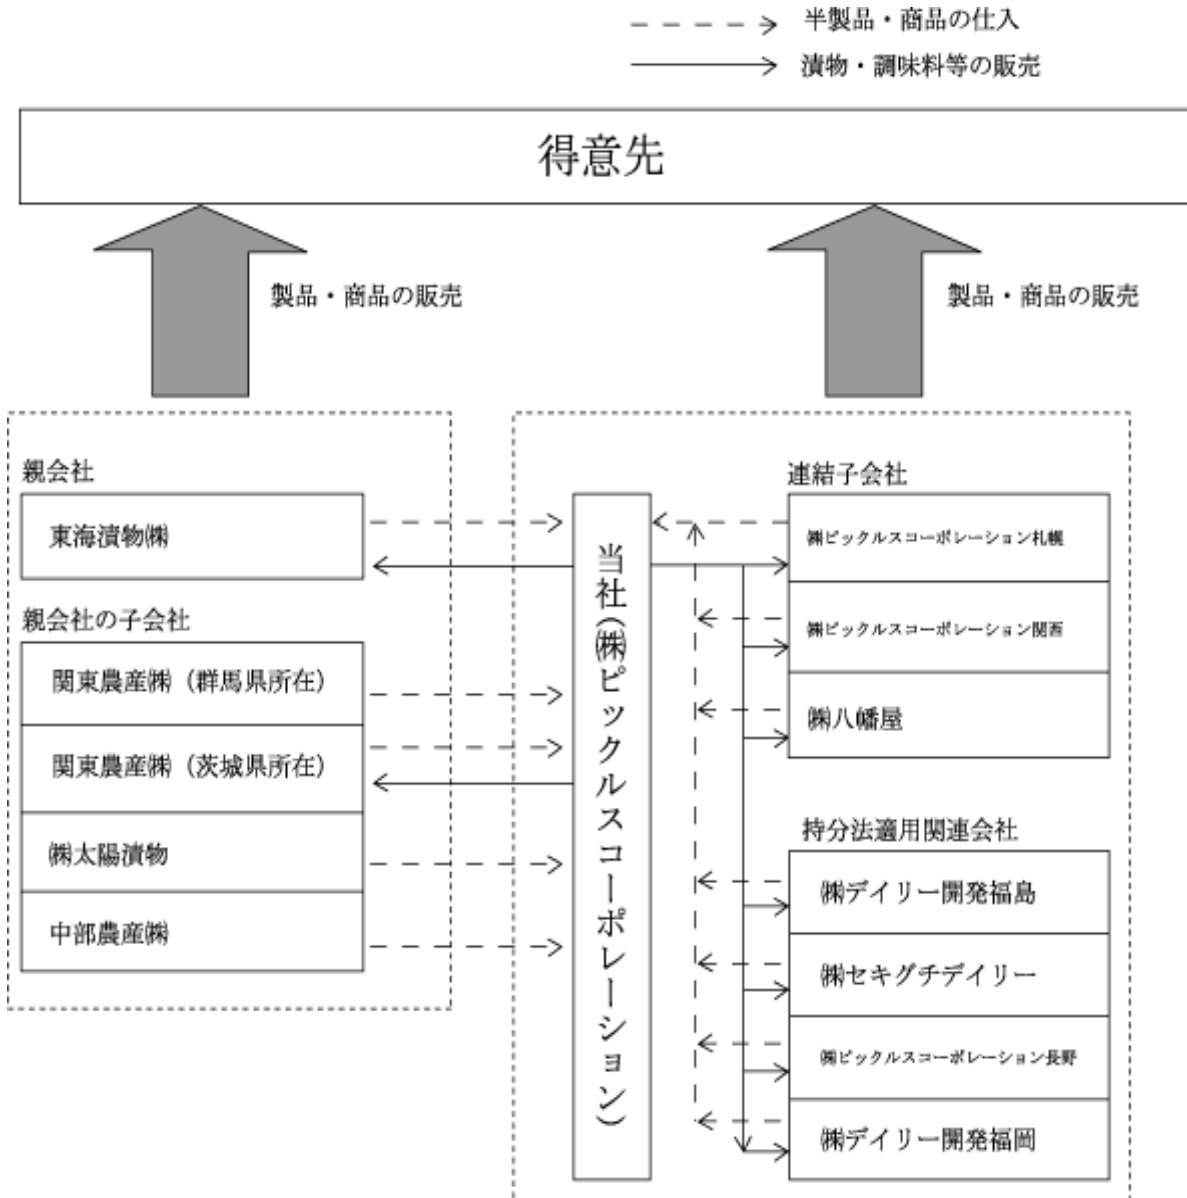 半製品・商品の仕入
漬物・調味料等の販売
得意先
製品・商品の販売
製品・商品の販売
親会社
東海漬物㈱
親会社の子会社
関東農産㈱（群馬県所在）
関東農産㈱（茨城県所在）
㈱太陽漬物
中部農産㈱
当社（㈱ピックルスコーポレーション）
連結子会社
㈱ピックルスコーポレーション札幌
㈱ピックルスコーポレーション関西
㈱八幡屋
持分法適用関連会社
㈱デイリー開発福島
㈱セキグチデイリー
㈱ピックルスコーポレーション長野
㈱デイリー開発福岡